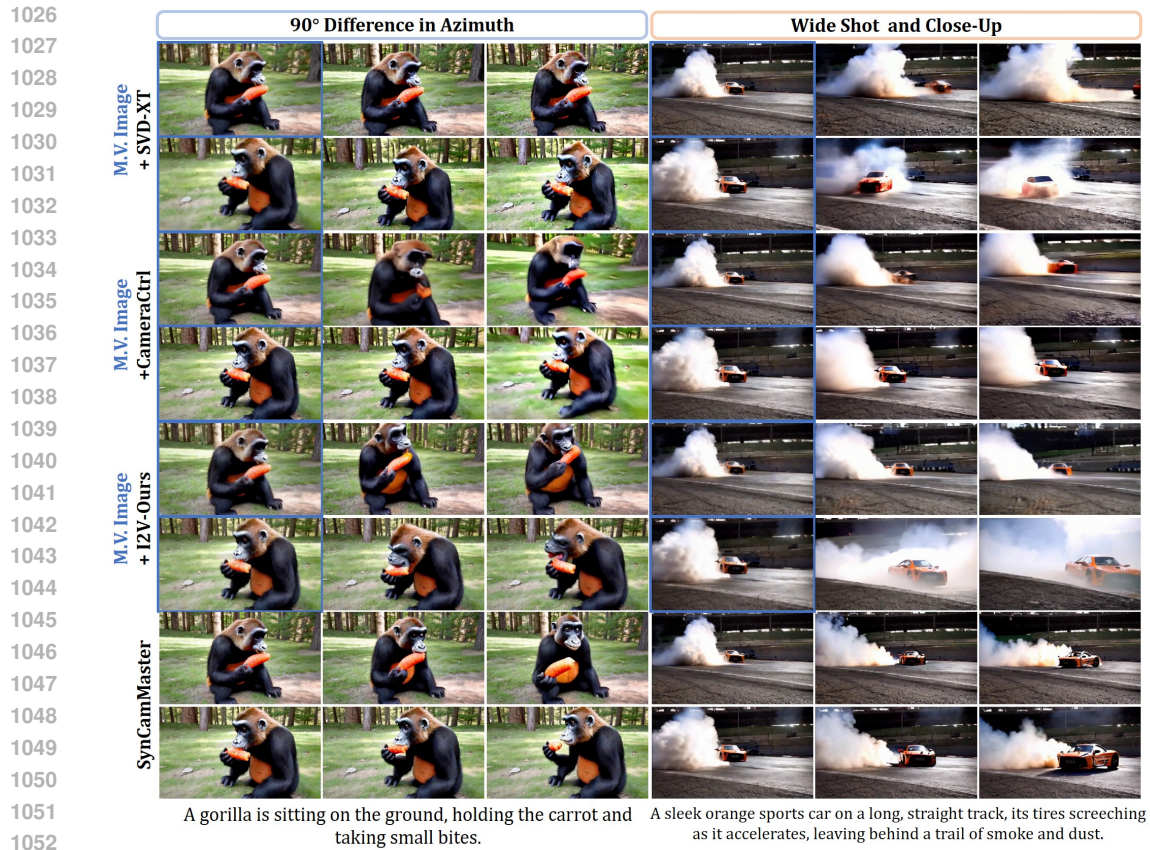 1026
90° Difference in Azimuth
Wide Shot and Close-Up
1027
1028
1029
1030
1031
1032
M.V. Image
+ SVD-XT
1033
1034
1035
1036
1037
1038
M.V. Image
+CameraCtrl
1039
1040
1041
1042
1043
1044
M.V. Image
+ I2V-Ours
1045
1046
1047
1048
1049
1050
SynCamMaster
1051
1052
A gorilla is sitting on the ground, holding the carrot and
taking small bites.
A sleek orange sports car on a long, straight track, its tires screeching
as it accelerates, leaving behind a trail of smoke and dust.